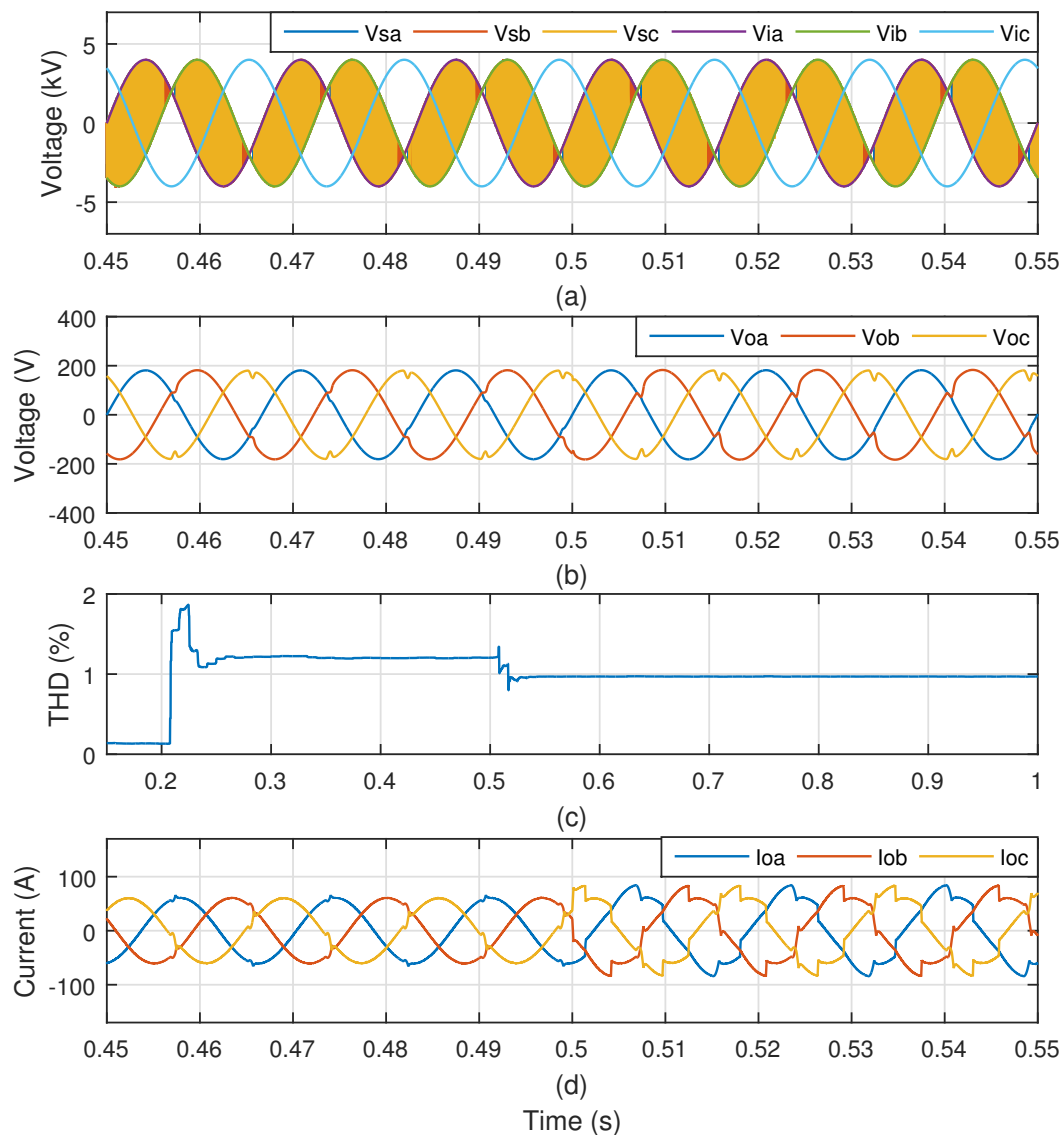 Vsa Vsb Vsc Via Vib Vic
Voltage (kV)
5
0
-5
0.45 0.46 0.47 0.48 0.49 0.5 0.51 0.52 0.53 0.54 0.55
(a)
Voa Vob Voc
Voltage (V)
400
200
0
-200
-400
0.45 0.46 0.47 0.48 0.49 0.5 0.51 0.52 0.53 0.54 0.55
(b)
THD (%)
2
1
0
0.2 0.3 0.4 0.5 0.6 0.7 0.8 0.9 1
(c)
Ioa Iob Ioc
Current (A)
100
0
-100
0.45 0.46 0.47 0.48 0.49 0.5 0.51 0.52 0.53 0.54 0.55
(d)
Time (s)